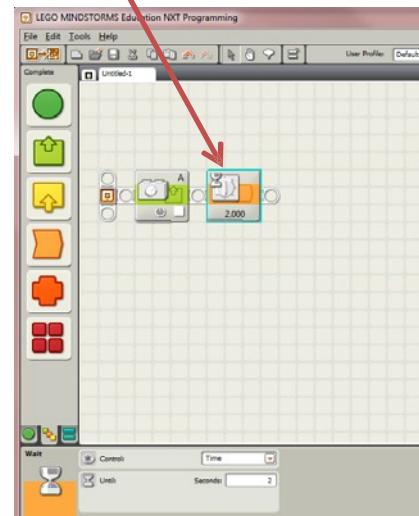 LEGO MINDSTORMS Education NXT Programming
File Edit Tools Help
User Profile: Default
Complete
Untitled-1
A
2.000
Wait
Control: Time
Until: Seconds: 2